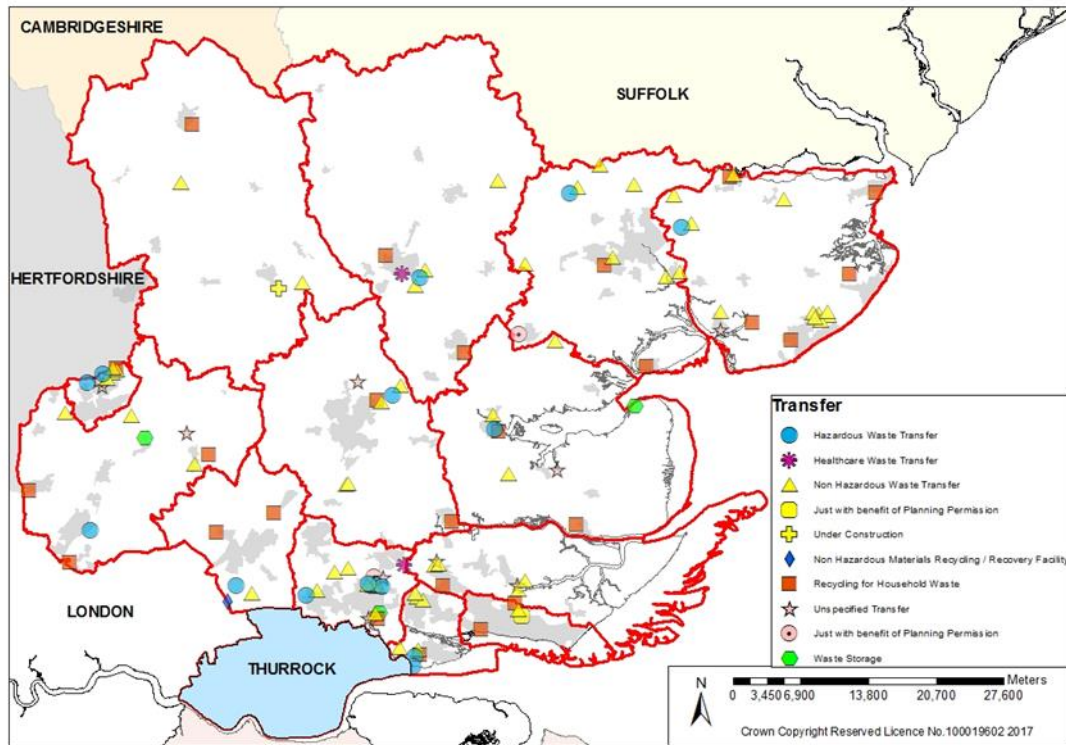 CAMBRIDGESHIRE
SUFFOLK
HERTFORDSHIRE
LONDON
THURROCK
Transfer
Hazardous Waste Transfer
Healthcare Waste Transfer
Non Hazardous Waste Transfer
Just with benefit of Planning Permission
Under Construction
Non Hazardous Materials Recycling / Recovery Facility
Recycling for Household Waste
Unspecified Transfer
Just with benefit of Planning Permission
Waste Storage
N
Meters
0 3,450 6,900 13,800 20,700 27,600
Crown Copyright Reserved Licence No.100019602 2017